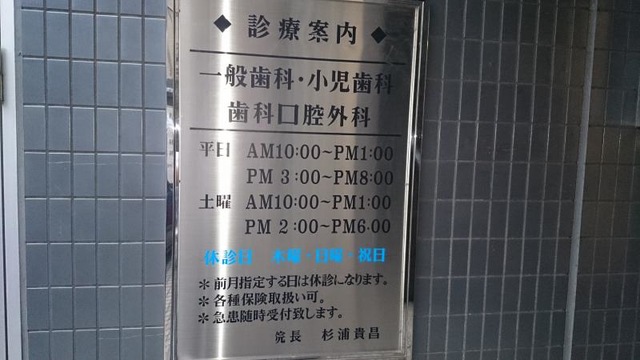 ◆ 診療案内 ◆
一般歯科・小児歯科
歯科口腔外科
平日 AM10:00~PM1:00
PM 3:00~PM8:00
土曜 AM10:00~PM1:00
PM 2:00~PM6:00
休診日 木曜・日曜・祝日
＊前月指定する日は休診になります。
＊各種保険取扱い可。
＊急患随時受付致します。
院長 杉浦貴昌